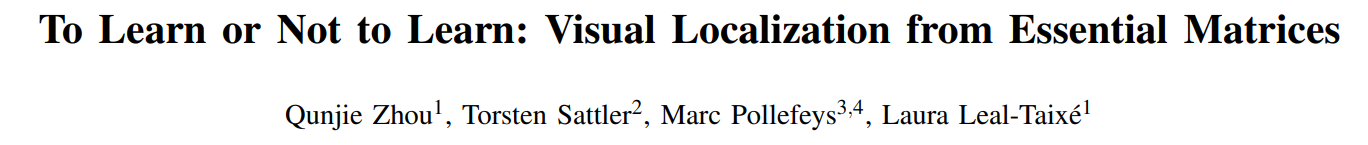 To Learn or Not to Learn: Visual Localization from Essential Matrices
Qunjie Zhou¹, Torsten Sattler², Marc Pollefeys³,⁴, Laura Leal-Taixé¹